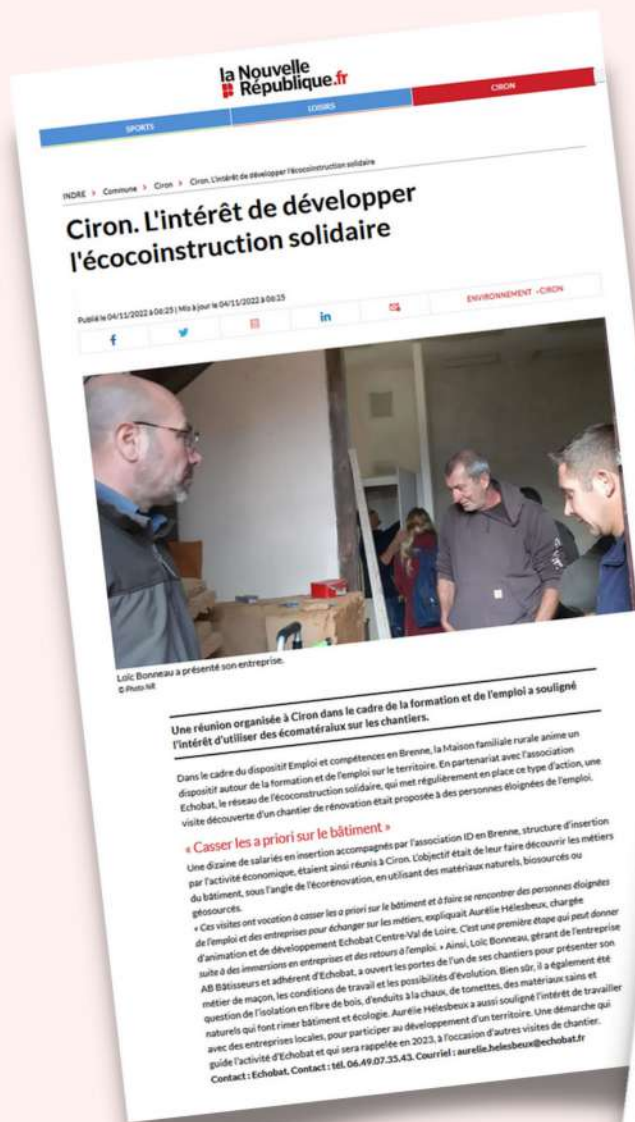 la Nouvelle
République.fr
SPORTS
LOISIRS
CIRON
INDRE > Commune > Ciron > Ciron. L'intérêt de développer l'écocoinstruction solidaire
Ciron. L'intérêt de développer
l'écocoinstruction solidaire
Publié le 04/11/2022 à 06:25 | Mis à jour le 04/11/2022 à 06:25
f
in
ENVIRONNEMENT - CIRON
Loïc Bonneau a présenté son entreprise.
© Photo NR
Une réunion organisée à Ciron dans le cadre de la formation et de l'emploi a souligné
l'intérêt d'utiliser des écomatéraiux sur les chantiers.
Dans le cadre du dispositif Emploi et compétences en Brenne, la Maison familiale rurale anime un
dispositif autour de la formation et de l'emploi sur le territoire. En partenariat avec l'association
Echobat, le réseau de l'écoconstruction solidaire, qui met régulièrement en place ce type d'action, une
visite découverte d'un chantier de rénovation était proposée à des personnes éloignées de l'emploi.
« Casser les a priori sur le bâtiment »
Une dizaine de salariés en insertion accompagnés par l'association ID en Brenne, structure d'insertion
par l'activité économique, étaient ainsi réunis à Ciron. L'objectif était de leur faire découvrir les métiers
du bâtiment, sous l'angle de l'écorénovation, en utilisant des matériaux naturels, biosourcés ou
géosourcés.
« Ces visites ont vocation à casser les a priori sur le bâtiment et à faire se rencontrer des personnes éloignées
de l'emploi et des entreprises pour échanger sur les métiers, expliquait Aurélie Hélesbeux, chargée
d'animation et de développement Echobat Centre-Val de Loire. C'est une première étape qui peut donner
suite à des immersions en entreprises et des retours à l'emploi. » Ainsi, Loïc Bonneau, gérant de l'entreprise
AB Bâtisseurs et adhérent d'Echobat, a ouvert les portes de l'un de ses chantiers pour présenter son
métier de maçon, les conditions de travail et les possibilités d'évolution. Bien sûr, il a également été
question de l'isolation en fibre de bois, d'enduits à la chaux, de tomettes, des matériaux sains et
naturels qui font rimer bâtiment et écologie. Aurélie Hélesbeux a aussi souligné l'intérêt de travailler
avec des entreprises locales, pour participer au développement d'un territoire. Une démarche qui
guide l'activité d'Echobat et qui sera rappelée en 2023, à l'occasion d'autres visites de chantier.
Contact : Echobat. Contact : tél. 06.49.07.35.43. Courriel : aurelie.helesbeux@echobat.fr